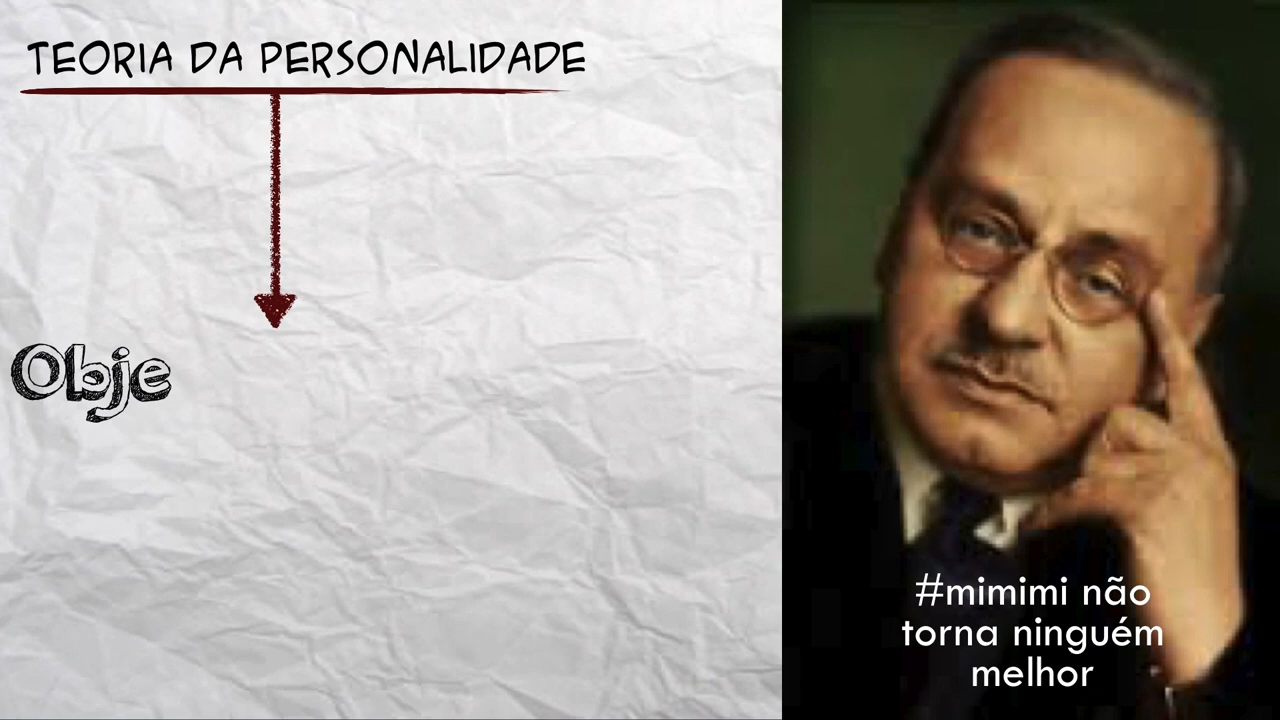 TEORIA DA PERSONALIDADE
Obje
#mimimi não
torna ninguém
melhor